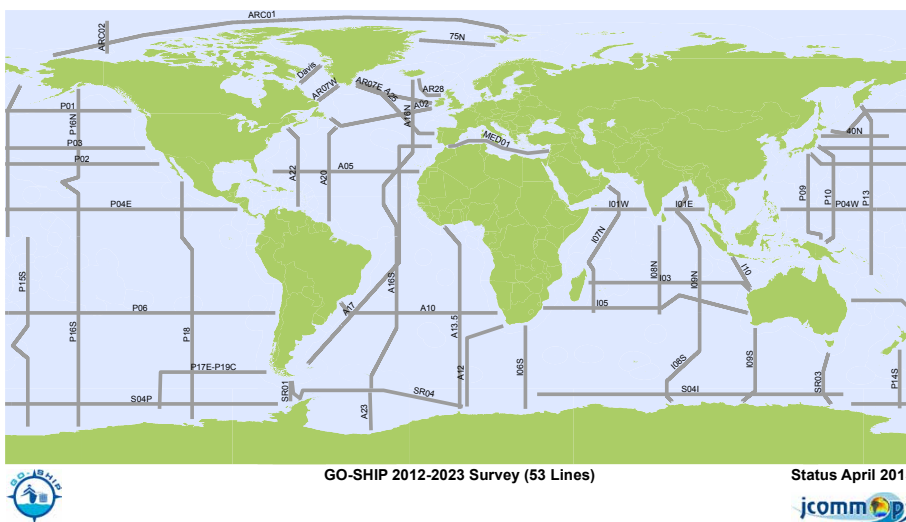 ARC01
ARC02
75N
Davis
AR07W
AR07E
A25
AR28
A02
A16N
P01
P16N
P03
P02
A22
A20
A05
MED01
40N
P09
P10
P13
P04E
I01W
I01E
P04W
I07N
P15S
I08N
I09N
I03
I10
A16S
P06
P16S
P18
A17
A10
A13.5
I05
P17E-P19C
SR01
SR04
A12
I06S
I08S
I09S
SR03
P14S
S04P
A23
S04I
GO-SHIP 2012-2023 Survey (53 Lines)
Status April 201
GO-SHIP
jcommop